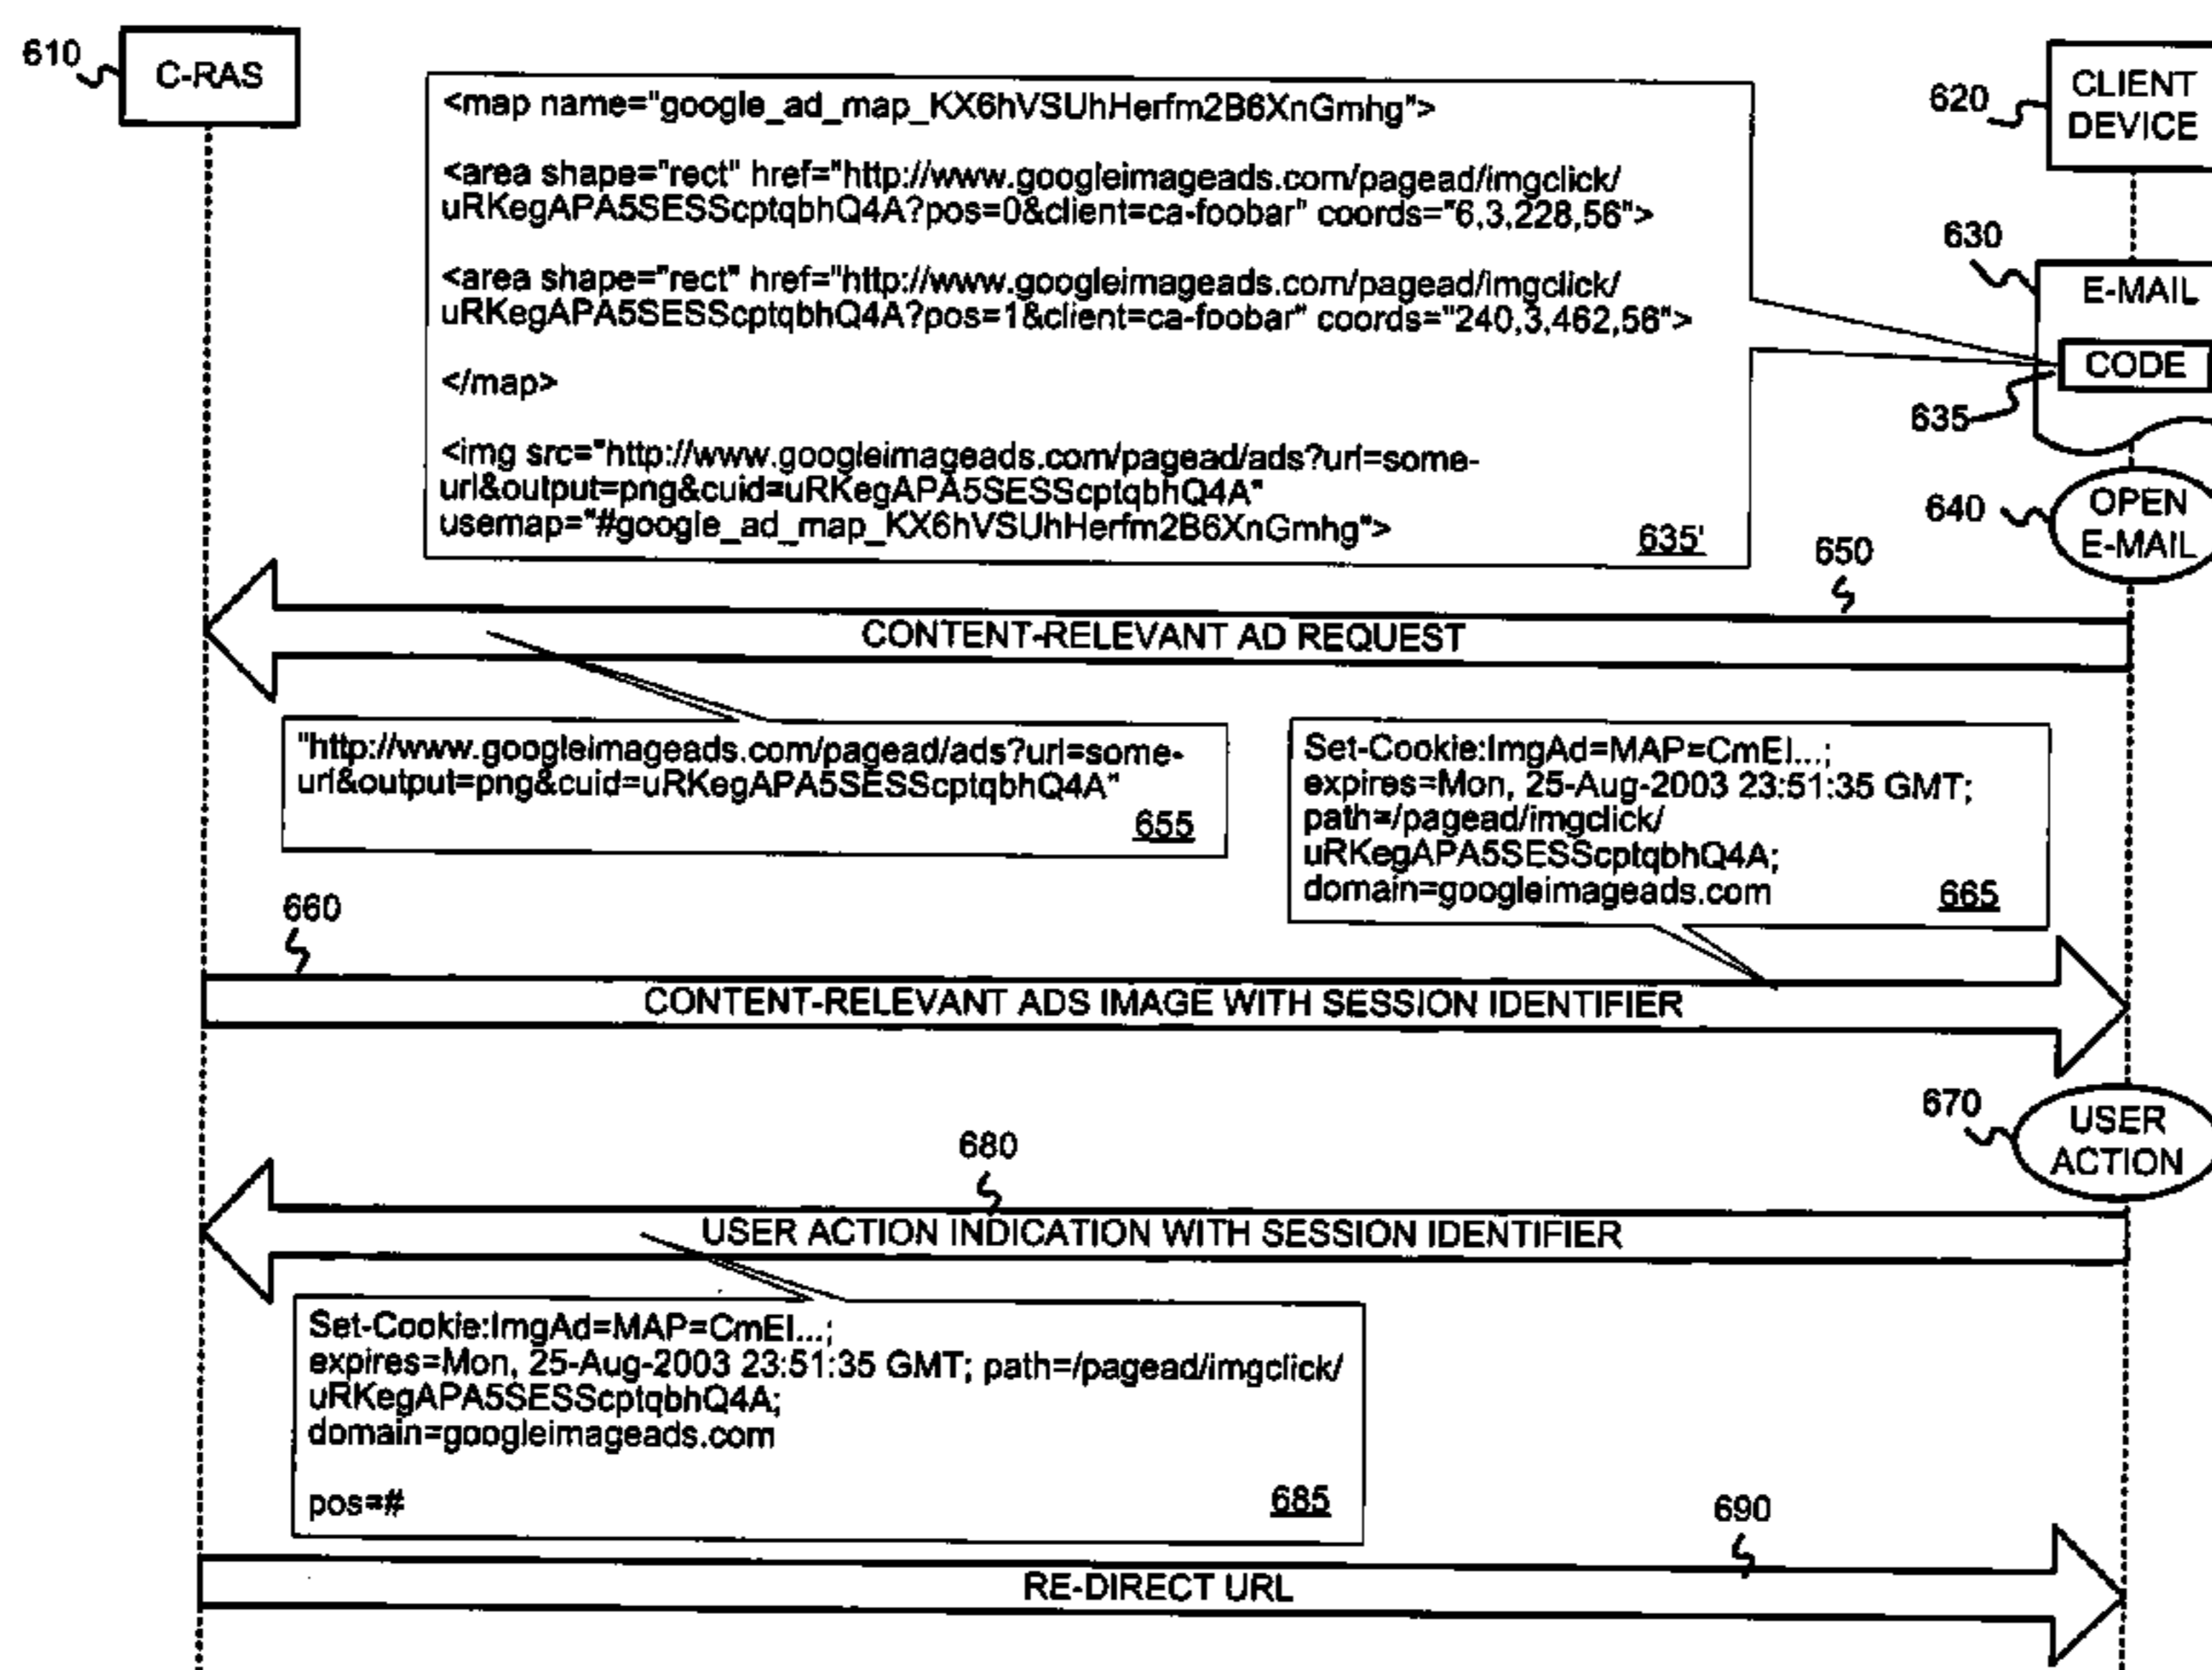 610
C-RAS
<map name="google_ad_map_KX6hVSUhHerfm2B6XnGmhg">
<area shape="rect" href="http://www.googleimageads.com/pagead/imgclick/
uRKegAPA5SESScptqbhQ4A?pos=0&client=ca-foobar" coords="6,3,228,56">
<area shape="rect" href="http://www.googleimageads.com/pagead/imgclick/
uRKegAPA5SESScptqbhQ4A?pos=1&client=ca-foobar" coords="240,3,462,56">
</map>
<img src="http://www.googleimageads.com/pagead/ads?url=some-
url&output=png&cuid=uRKegAPA5SESScptqbhQ4A"
usemap="#google_ad_map_KX6hVSUhHerfm2B6XnGmhg">
635'
620
CLIENT
DEVICE
630
E-MAIL
CODE
635
640
OPEN
E-MAIL
650
CONTENT-RELEVANT AD REQUEST
"http://www.googleimageads.com/pagead/ads?url=some-
url&output=png&cuid=uRKegAPA5SESScptqbhQ4A"
655
Set-Cookie:ImgAd=MAP=CmEI...;
expires=Mon, 25-Aug-2003 23:51:35 GMT;
path=/pagead/imgclick/
uRKegAPA5SESScptqbhQ4A;
domain=googleimageads.com
665
660
CONTENT-RELEVANT ADS IMAGE WITH SESSION IDENTIFIER
670
USER
ACTION
680
USER ACTION INDICATION WITH SESSION IDENTIFIER
Set-Cookie:ImgAd=MAP=CmEI...;
expires=Mon, 25-Aug-2003 23:51:35 GMT; path=/pagead/imgclick/
uRKegAPA5SESScptqbhQ4A;
domain=googleimageads.com
pos=#
685
690
RE-DIRECT URL